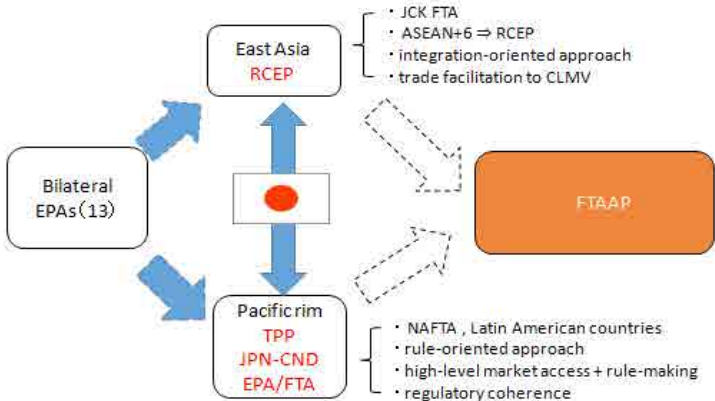 ・ JCK FTA
・ ASEAN+6 ⇒ RCEP
・ integration-oriented approach
・ trade facilitation to CLMV
East Asia
RCEP
Bilateral
EPAs(13)
FTAAP
Pacific rim
TPP
JPN-CND
EPA/FTA
・ NAFTA , Latin American countries
・ rule-oriented approach
・ high-level market access + rule-making
・ regulatory coherence